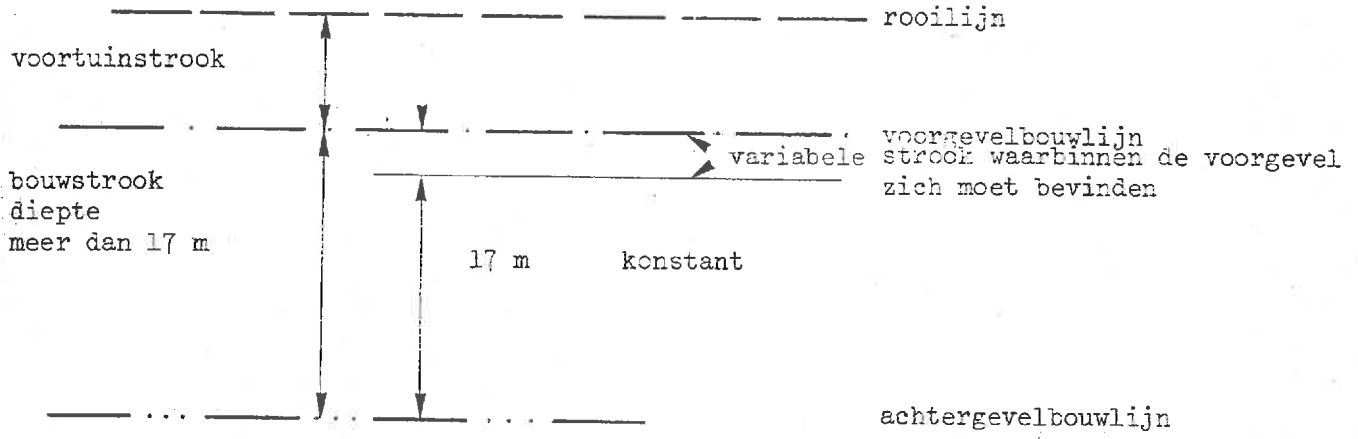 rooilijn
voortuinstrook
voorgevelbouwlijn
variabele strook waarbinnen de voorgevel
zich moet bevinden
bouwstrook
diepte
meer dan 17 m
17 m konstant
achtergevelbouwlijn